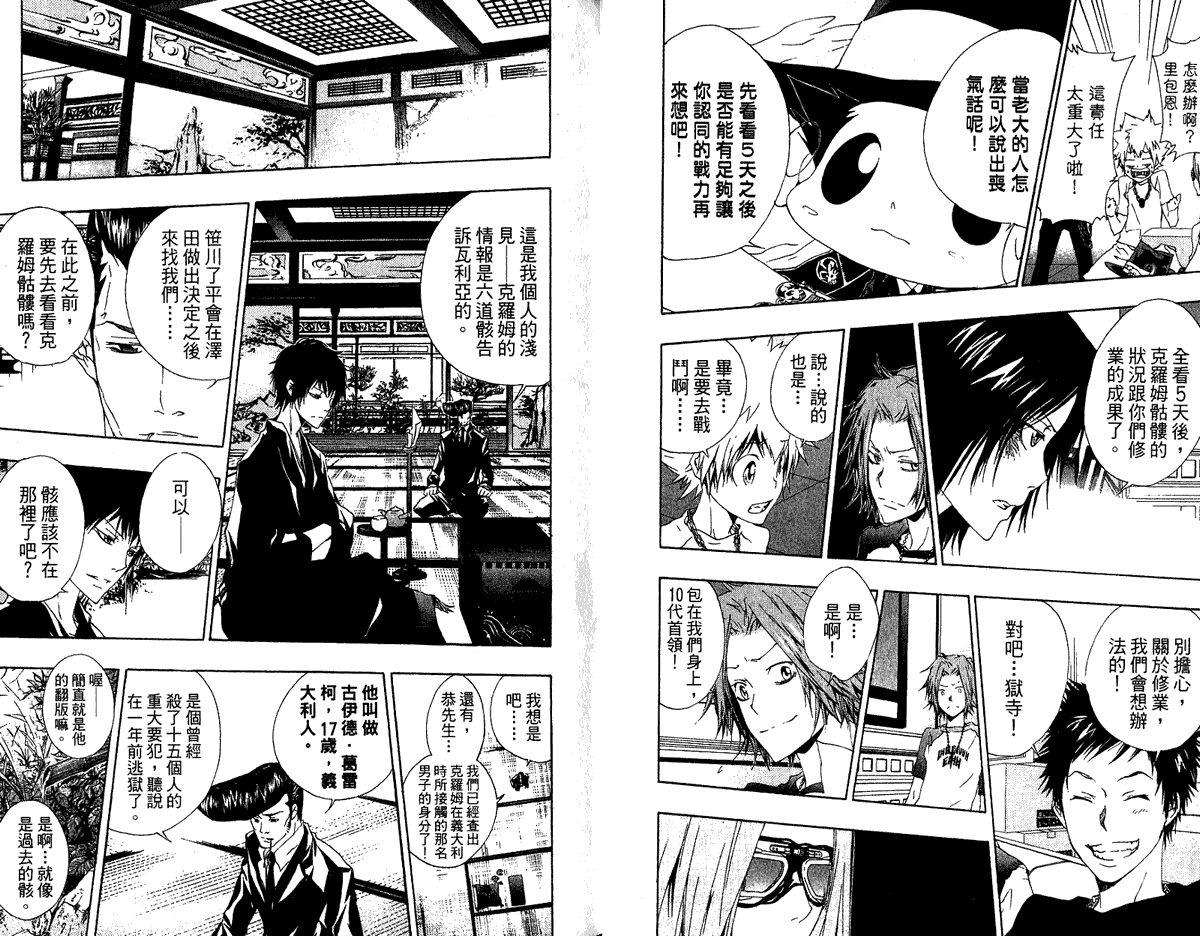 怎麼辦啊?
里包恩!
這責任
太重大了啦!
當老大的人怎
麼可以說出喪
氣話呢!
先看看5天之後
是否能有足夠讓
你認同的戰力再
來想吧!
全看5天後,
克羅姆骷髏的
狀況跟你們修
業的成果了。
說…說的
也是…
畢竟…
是要去戰
鬥啊……
別擔心,
關於修業,
我們會想辦
法的!
對吧…獄寺!
是…
是啊!
包在我們身上,
10代首領!
這是我個人的淺
見——克羅姆的
情報是六道骸告
訴瓦利亞的。
笹川了平會在澤
田做出決定之後
來找我們……
在此之前,
要先去看看克
羅姆骷髏嗎?
可以——
骸應該不在
那裡了吧?
我想是
吧……
還有,
恭先生…
我們已經查出
克羅姆在義大利
時所接觸的那名
男子的身分了!
他叫做
古伊德·葛雷
柯,17歲,義
大利人。
是個曾經
殺了十五個人的
重大要犯,聽說
在一年前逃獄了。
喔——
簡直就是他
的翻版嘛。
是啊…就像
是過去的骸。